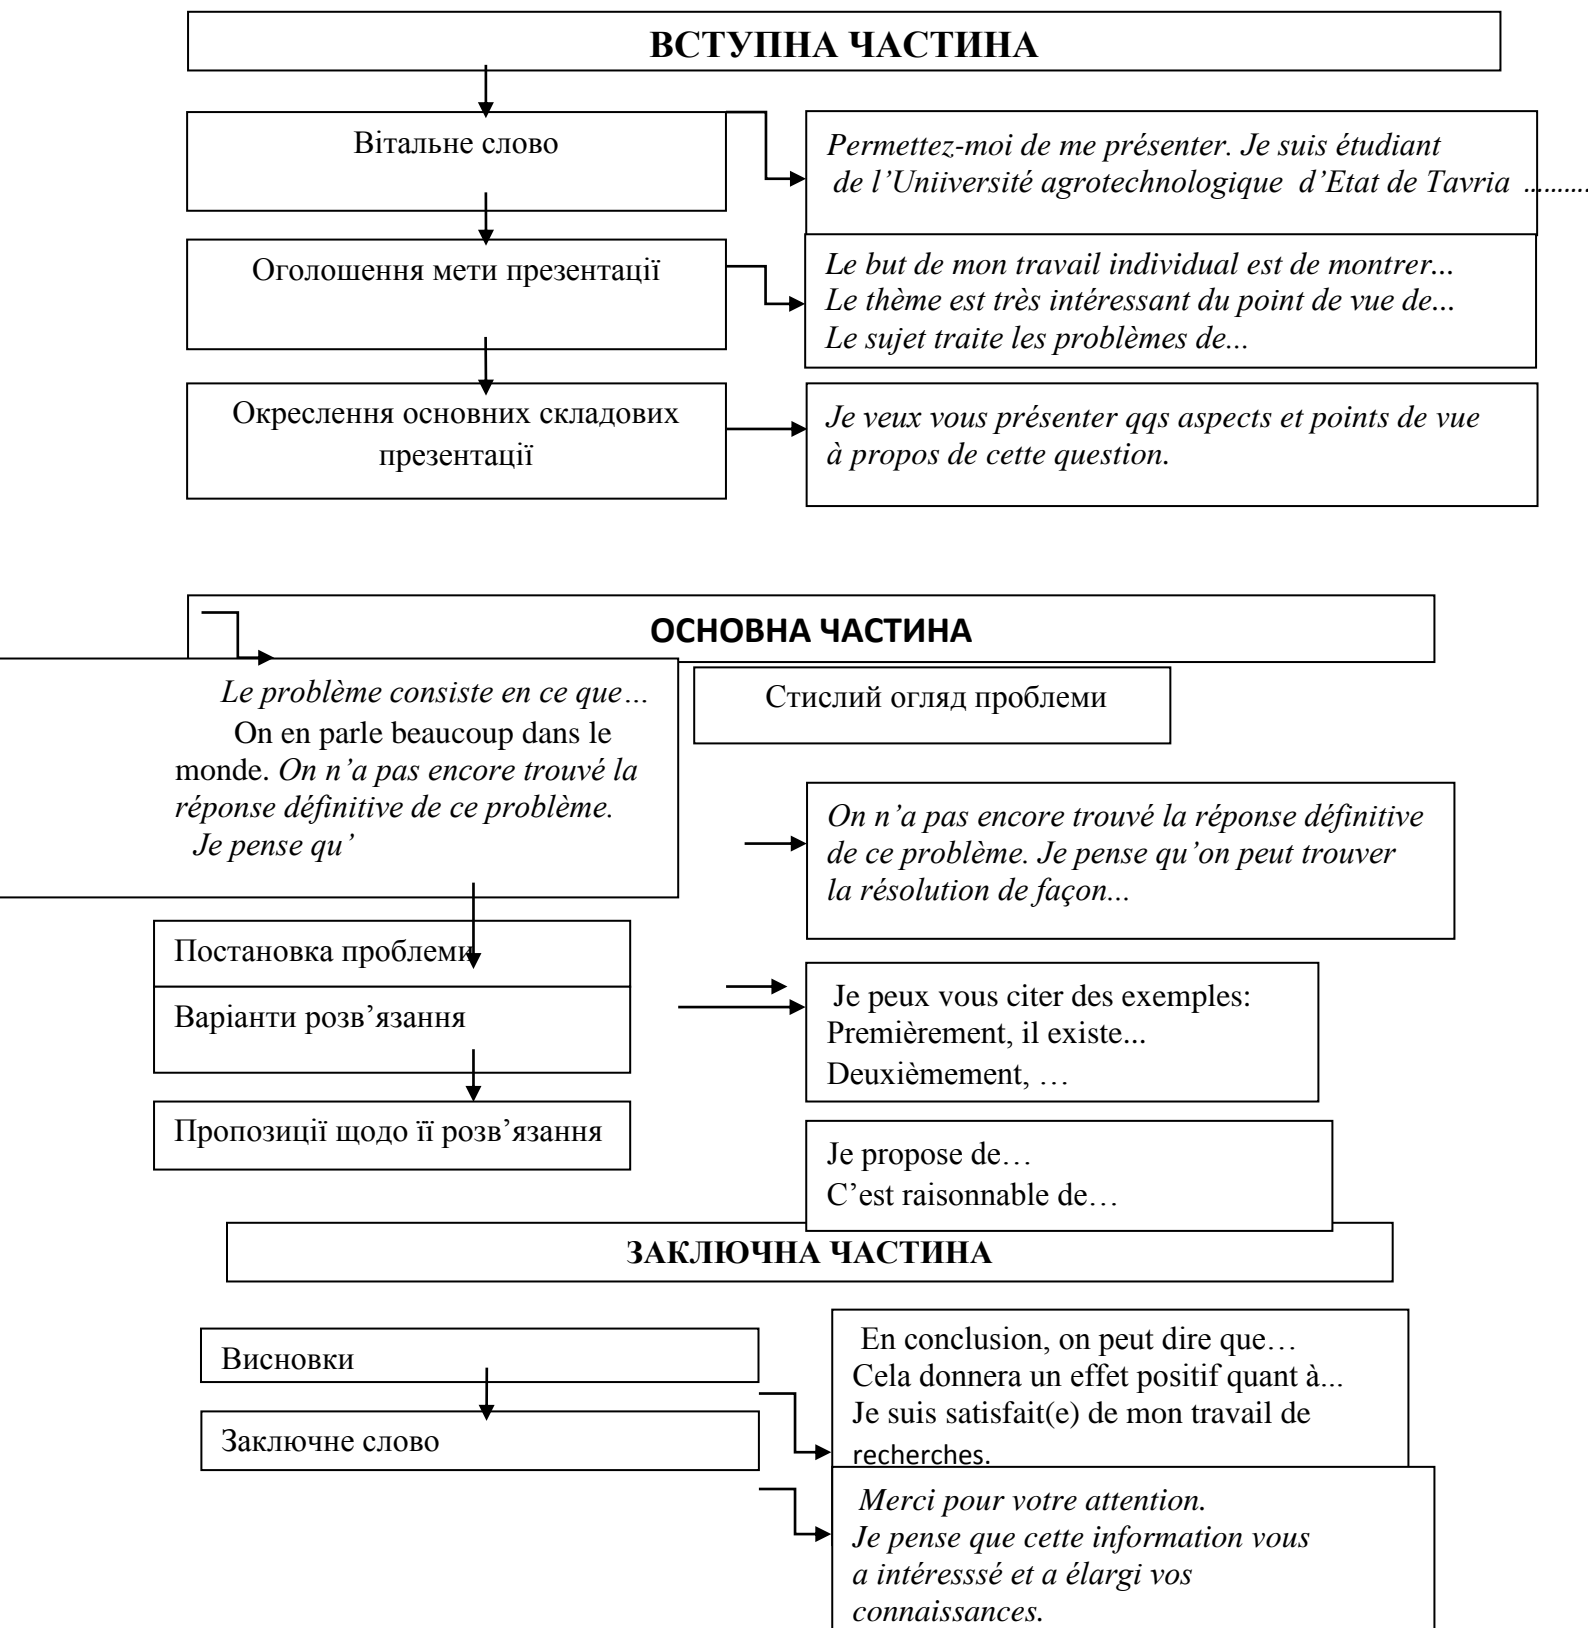 ВСТУПНА ЧАСТИНА
Вітальне слово
Permettez-moi de me présenter. Je suis étudiant
de l’Uniiversité agrotechnologique d’Etat de Tavria ..........
Оголошення мети презентації
Le but de mon travail individual est de montrer...
Le thème est très intéressant du point de vue de...
Le sujet traite les problèmes de...
Окреслення основних складових
презентації
Je veux vous présenter qqs aspects et points de vue
à propos de cette question.
ОСНОВНА ЧАСТИНА
Le problème consiste en ce que…
On en parle beaucoup dans le
monde. On n’a pas encore trouvé la
réponse définitive de ce problème.
Je pense qu’
Стислий огляд проблеми
On n’a pas encore trouvé la réponse définitive
de ce problème. Je pense qu’on peut trouver
la résolution de façon...
Постановка проблеми
Варіанти розв’язання
Je peux vous citer des exemples:
Premièrement, il existe...
Deuxièmement, …
Пропозиції щодо її розв’язання
Je propose de…
C’est raisonnable de…
ЗАКЛЮЧНА ЧАСТИНА
Висновки
En conclusion, on peut dire que…
Cela donnera un effet positif quant à...
Je suis satisfait(e) de mon travail de
recherches.
Заключне слово
Merci pour votre attention.
Je pense que cette information vous
a intéresssé et a élargi vos
connaissances.